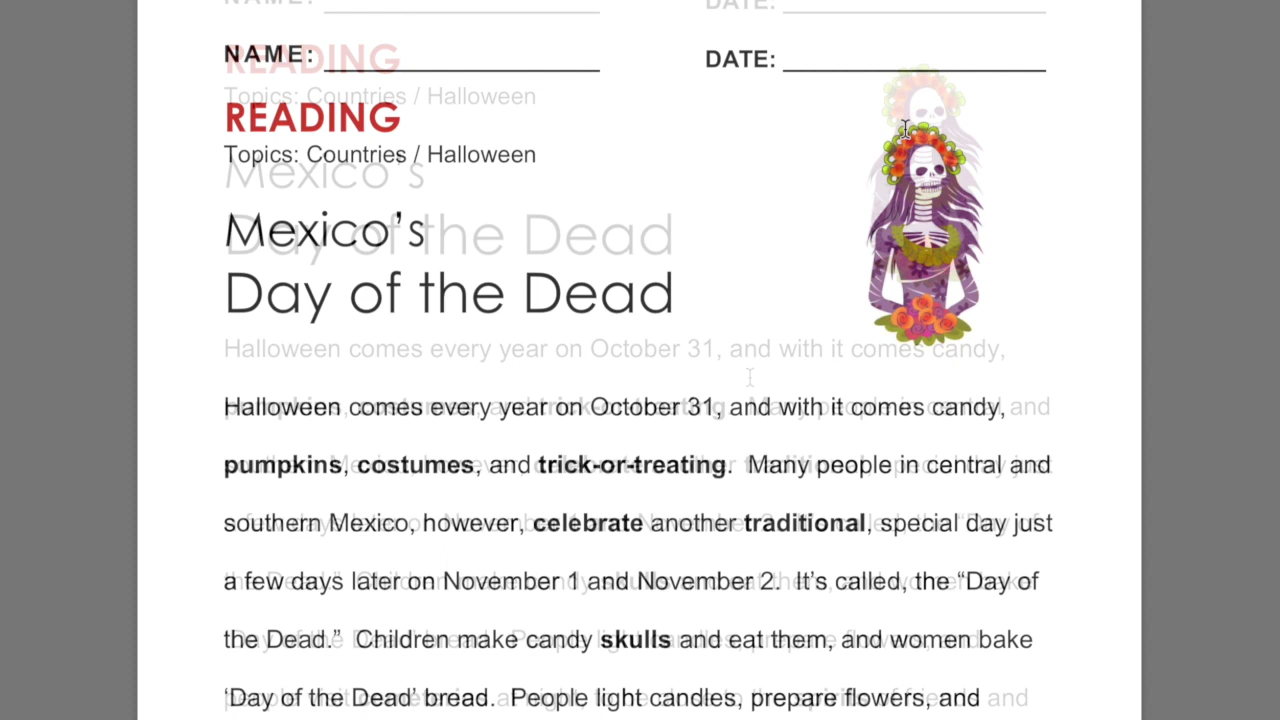 NAME:
DATE:
READING
Topics: Countries / Halloween
Mexico's
Day of the Dead
Halloween comes every year on October 31, and with it comes candy,
pumpkins, costumes, and trick-or-treating.  Many people in central and
southern Mexico, however, celebrate another traditional, special day just
a few days later on November 1 and November 2.  It's called, the “Day of
the Dead.”  Children make candy skulls and eat them, and women bake
‘Day of the Dead’ bread.  People light candles, prepare flowers, and